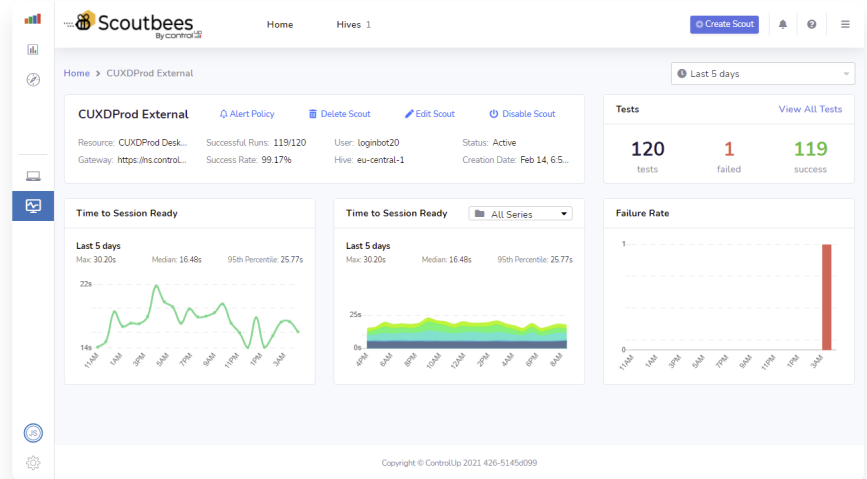 Scoutbees
By controlup
Home
Hives 1
Create Scout
Home > CUXDProd External
Last 5 days
CUXDProd External
Alert Policy
Delete Scout
Edit Scout
Disable Scout
Resource: CUXDProd Desk...
Successful Runs: 119/120
User: loginbot20
Status: Active
Gateway: https://ns.control...
Success Rate: 99.17%
Hive: eu-central-1
Creation Date: Feb 14, 6:5...
Tests
View All Tests
120
1
119
tests
failed
success
Time to Session Ready
Last 5 days
Max: 30.20s
Median: 16.48s
95th Percentile: 25.77s
22s
14s
11AM
1AM
3PM
5AM
7PM
9AM
11PM
1PM
3AM
Time to Session Ready
All Series
Last 5 days
Max: 30.20s
Median: 16.48s
95th Percentile: 25.77s
25s
0s
4PM
6AM
8PM
10AM
12AM
2PM
4AM
6PM
8AM
Failure Rate
1
0
11AM
1AM
3PM
5AM
7PM
9AM
11PM
1PM
3AM
JS
Copyright © ControlUp 2021 426-5145d099